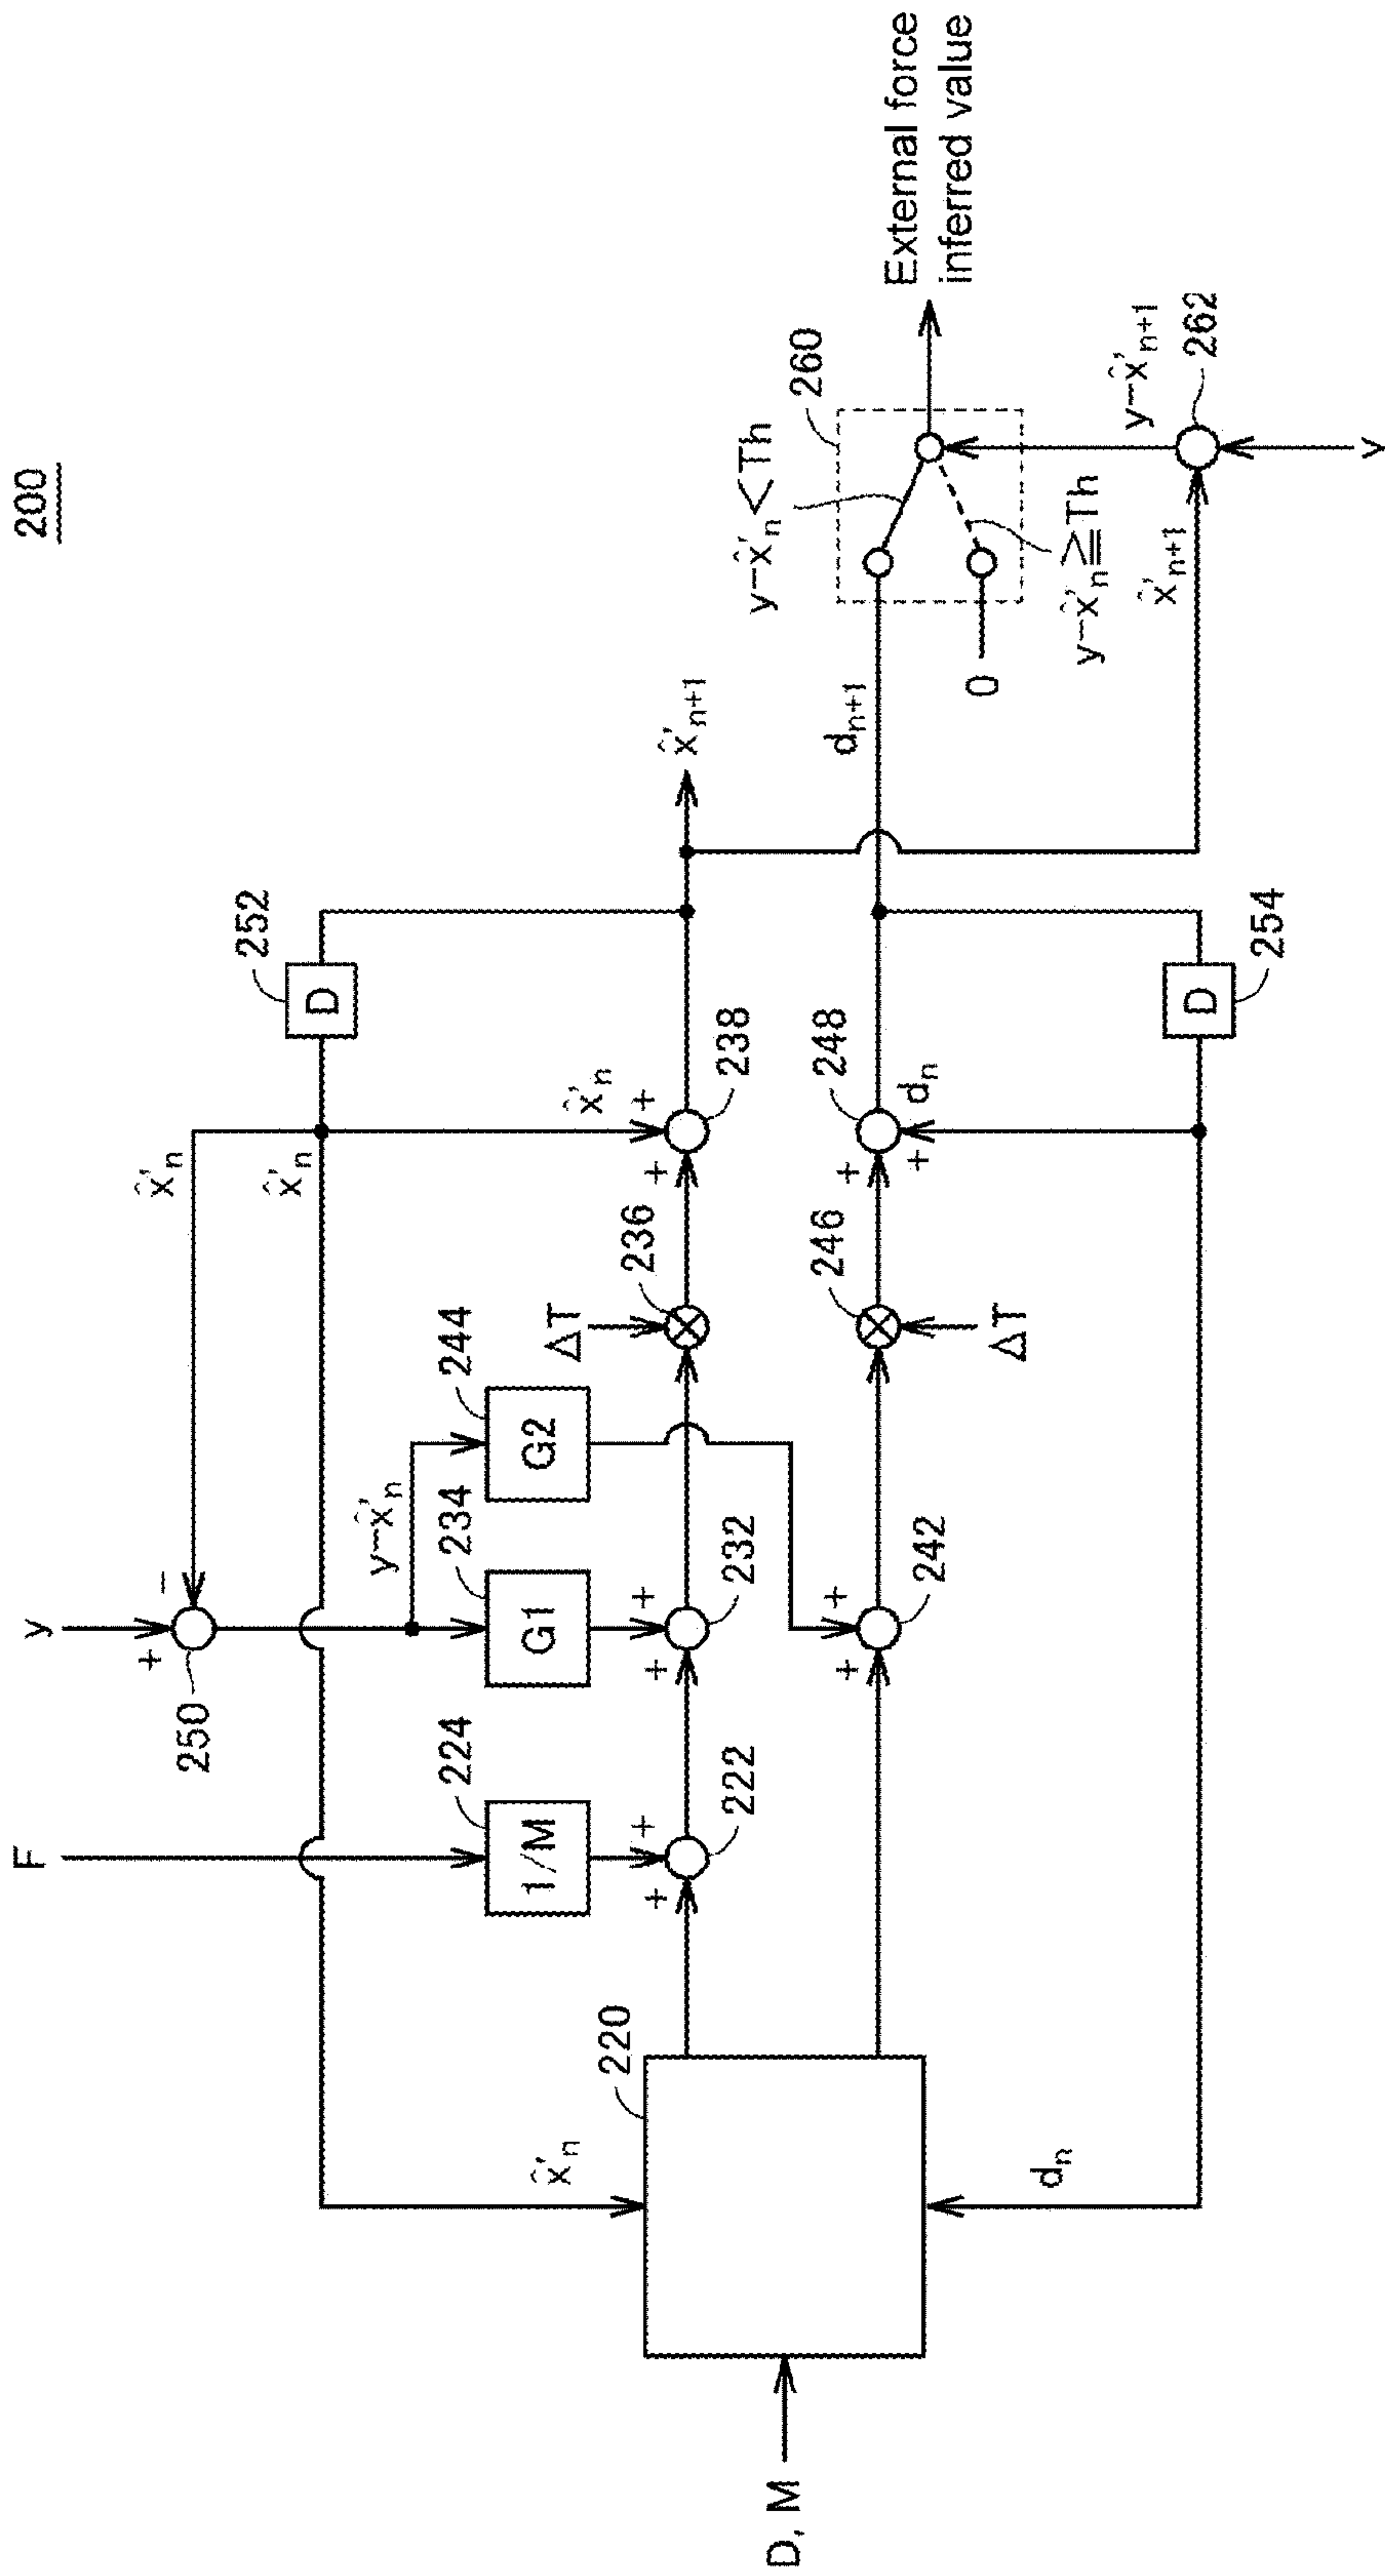 200
F
y
+
−
250
x̂'n
x̂'n
252
D
y−x̂'n
224
1/M
234
G1
244
G2
ΔT
236
x̂'n
+
+
222
+
+
232
+
+
238
x̂'n+1
x̂'n
220
D, M
dn
+
+
242
246
ΔT
+
+
248
dn
D
254
dn+1
0
y−x̂'n<Th
260
y−x̂'n≧Th
External force
inferred value
x̂'n+1
y−x̂'n+1
262
y